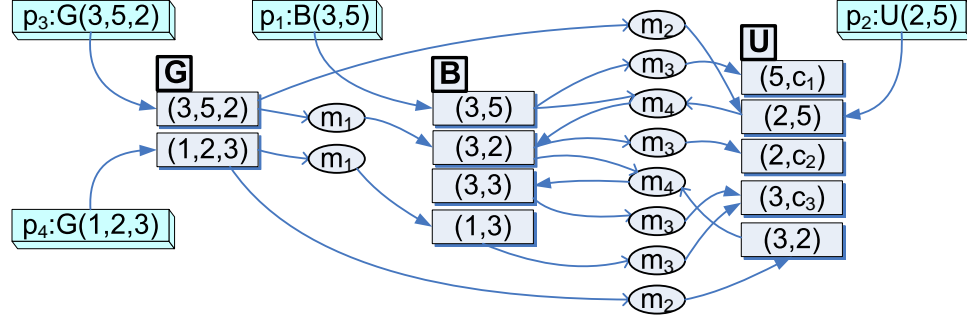 p₃:G(3,5,2)
p₁:B(3,5)
p₂:U(2,5)
m₂
U
G
B
m₃
(5,c₁)
(3,5,2)
m₁
(3,5)
m₄
(2,5)
(1,2,3)
m₁
(3,2)
m₃
(2,c₂)
(3,3)
m₄
(3,c₃)
p₄:G(1,2,3)
(1,3)
m₃
(3,2)
m₃
m₂